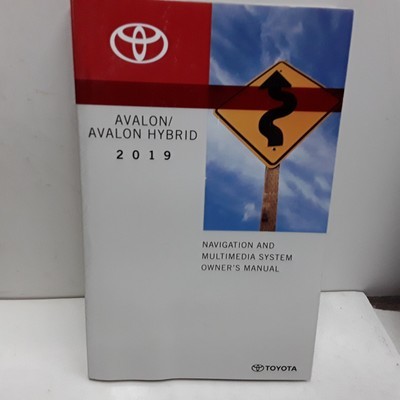 AVALON/
AVALON HYBRID
2019
NAVIGATION AND
MULTIMEDIA SYSTEM
OWNER'S MANUAL
TOYOTA